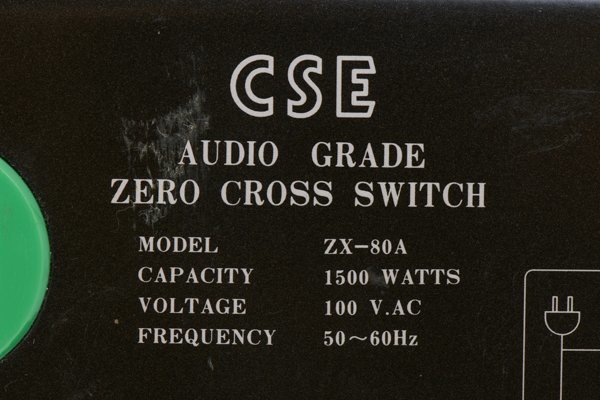 CSE
AUDIO GRADE
ZERO CROSS SWITCH
MODEL ZX-80A
CAPACITY 1500 WATTS
VOLTAGE 100 V.AC
FREQUENCY 50～60Hz